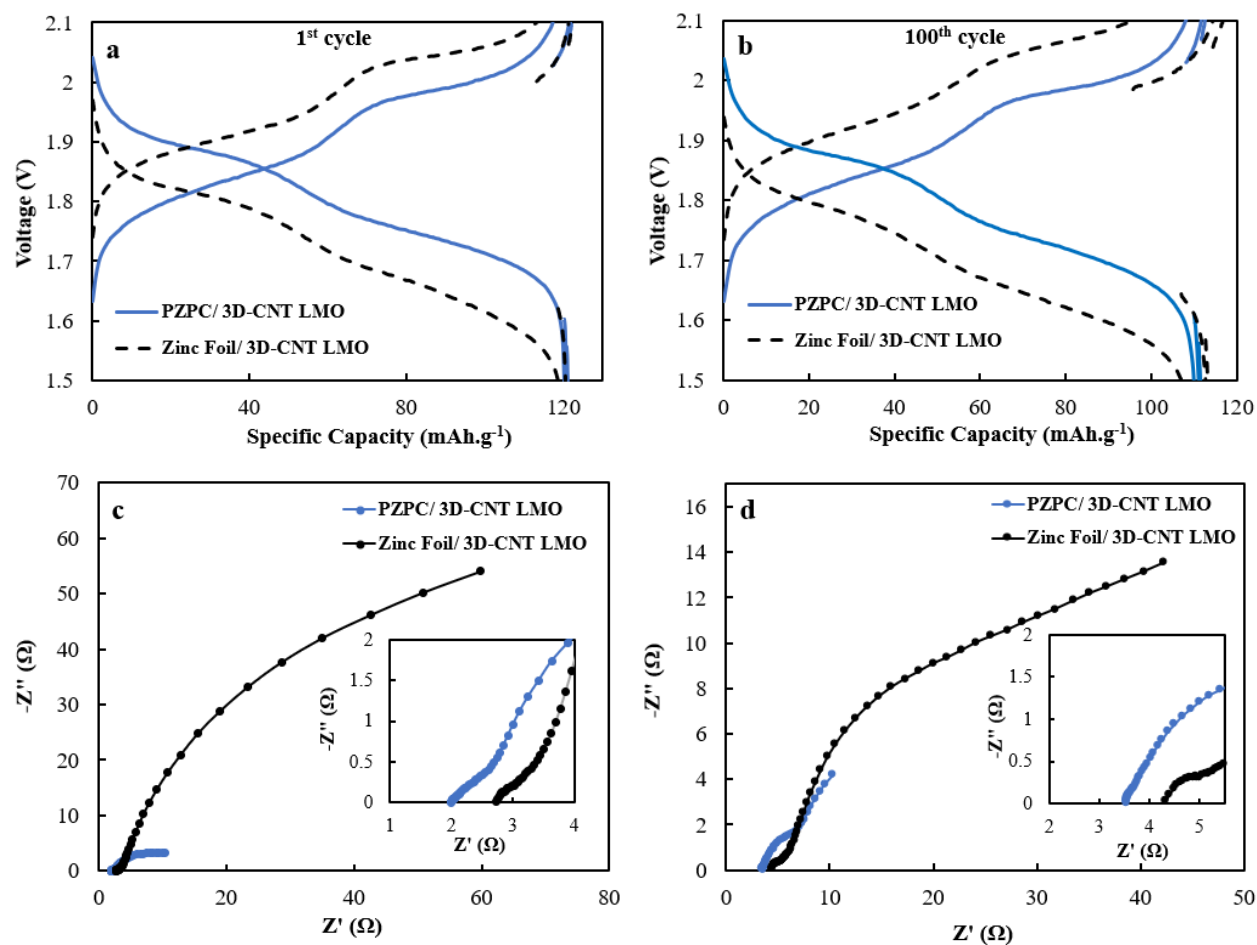 a
1st cycle
2.1
2
1.9
1.8
1.7
1.6
1.5
Voltage (V)
PZPC/ 3D-CNT LMO
Zinc Foil/ 3D-CNT LMO
0 40 80 120
Specific Capacity (mAh.g-1)
b
100th cycle
2.1
2
1.9
1.8
1.7
1.6
1.5
Voltage (V)
PZPC/ 3D-CNT LMO
Zinc Foil/ 3D-CNT LMO
0 20 40 60 80 100 120
Specific Capacity (mAh.g-1)
c
PZPC/ 3D-CNT LMO
Zinc Foil/ 3D-CNT LMO
70
60
50
40
30
20
10
0
-Z'' (Ω)
2
1.5
1
0.5
0
-Z'' (Ω)
1 2 3 4
Z' (Ω)
0 20 40 60 80
Z' (Ω)
d
PZPC/ 3D-CNT LMO
Zinc Foil/ 3D-CNT LMO
16
14
12
10
8
6
4
2
0
-Z'' (Ω)
2
1.5
1
0.5
0
-Z'' (Ω)
2 3 4 5
Z' (Ω)
0 10 20 30 40 50
Z' (Ω)